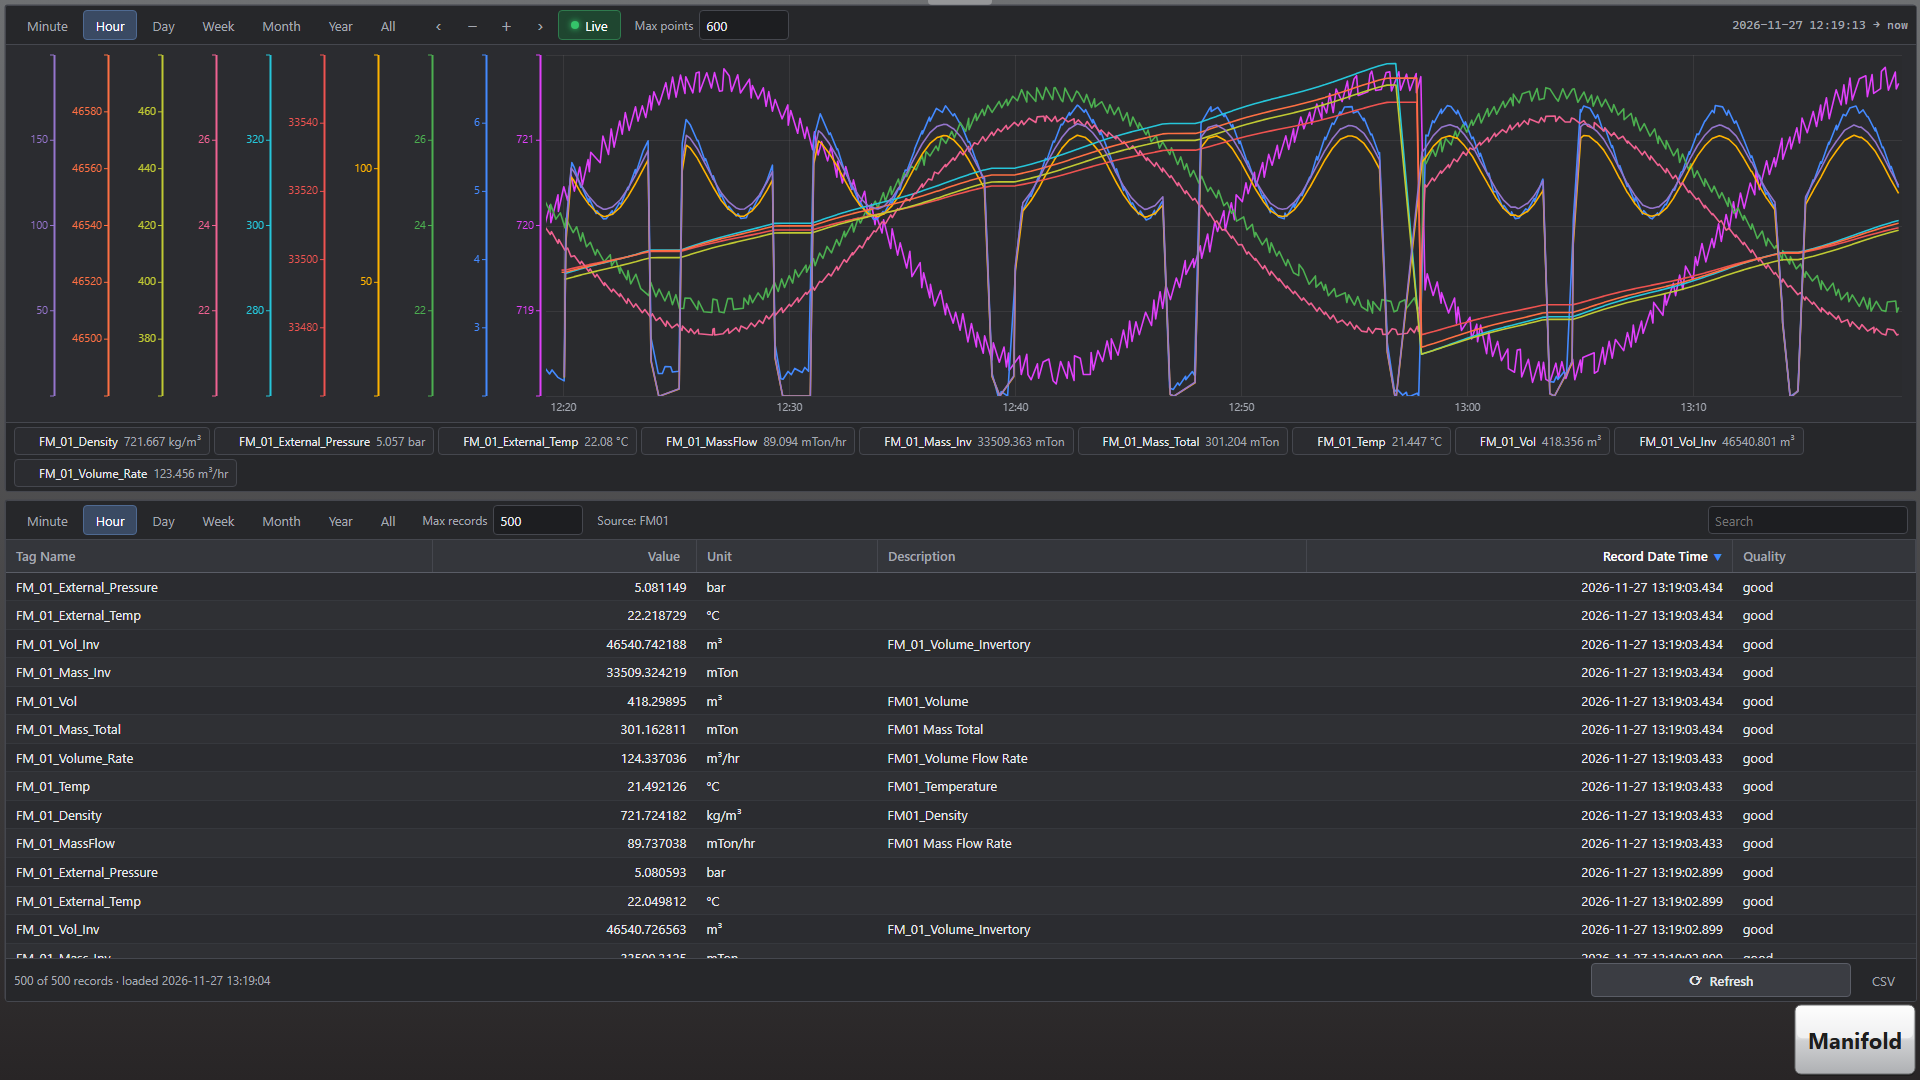 Minute Hour Day Week Month Year All ‹ − + › Live Max points 600 2026-11-27 12:19:13 → now
150 100 50
46580 46560 46540 46520 46500
460 440 420 400 380
26 24 22
320 300 280
33540 33520 33500 33480
100 50
26 24 22
6 5 4 3
721 720 719
12:20 12:30 12:40 12:50 13:00 13:10
FM_01_Density 721.667 kg/m³ FM_01_External_Pressure 5.057 bar FM_01_External_Temp 22.08 °C FM_01_MassFlow 89.094 mTon/hr FM_01_Mass_Inv 33509.363 mTon FM_01_Mass_Total 301.204 mTon FM_01_Temp 21.447 °C FM_01_Vol 418.356 m³ FM_01_Vol_Inv 46540.801 m³
FM_01_Volume_Rate 123.456 m³/hr
Minute Hour Day Week Month Year All Max records 500 Source: FM01 Search
Tag Name Value Unit Description Record Date Time ▼ Quality
FM_01_External_Pressure 5.081149 bar 2026-11-27 13:19:03.434 good
FM_01_External_Temp 22.218729 °C 2026-11-27 13:19:03.434 good
FM_01_Vol_Inv 46540.742188 m³ FM_01_Volume_Invertory 2026-11-27 13:19:03.434 good
FM_01_Mass_Inv 33509.324219 mTon 2026-11-27 13:19:03.434 good
FM_01_Vol 418.29895 m³ FM01_Volume 2026-11-27 13:19:03.434 good
FM_01_Mass_Total 301.162811 mTon FM01 Mass Total 2026-11-27 13:19:03.434 good
FM_01_Volume_Rate 124.337036 m³/hr FM01_Volume Flow Rate 2026-11-27 13:19:03.433 good
FM_01_Temp 21.492126 °C FM01_Temperature 2026-11-27 13:19:03.433 good
FM_01_Density 721.724182 kg/m³ FM01_Density 2026-11-27 13:19:03.433 good
FM_01_MassFlow 89.737038 mTon/hr FM01 Mass Flow Rate 2026-11-27 13:19:03.433 good
FM_01_External_Pressure 5.080593 bar 2026-11-27 13:19:02.899 good
FM_01_External_Temp 22.049812 °C 2026-11-27 13:19:02.899 good
FM_01_Vol_Inv 46540.726563 m³ FM_01_Volume_Invertory 2026-11-27 13:19:02.899 good
FM_01_Mass_Inv 33509.3125 mTon 2026-11-27 13:19:02.899 good
500 of 500 records · loaded 2026-11-27 13:19:04 Refresh CSV
Manifold